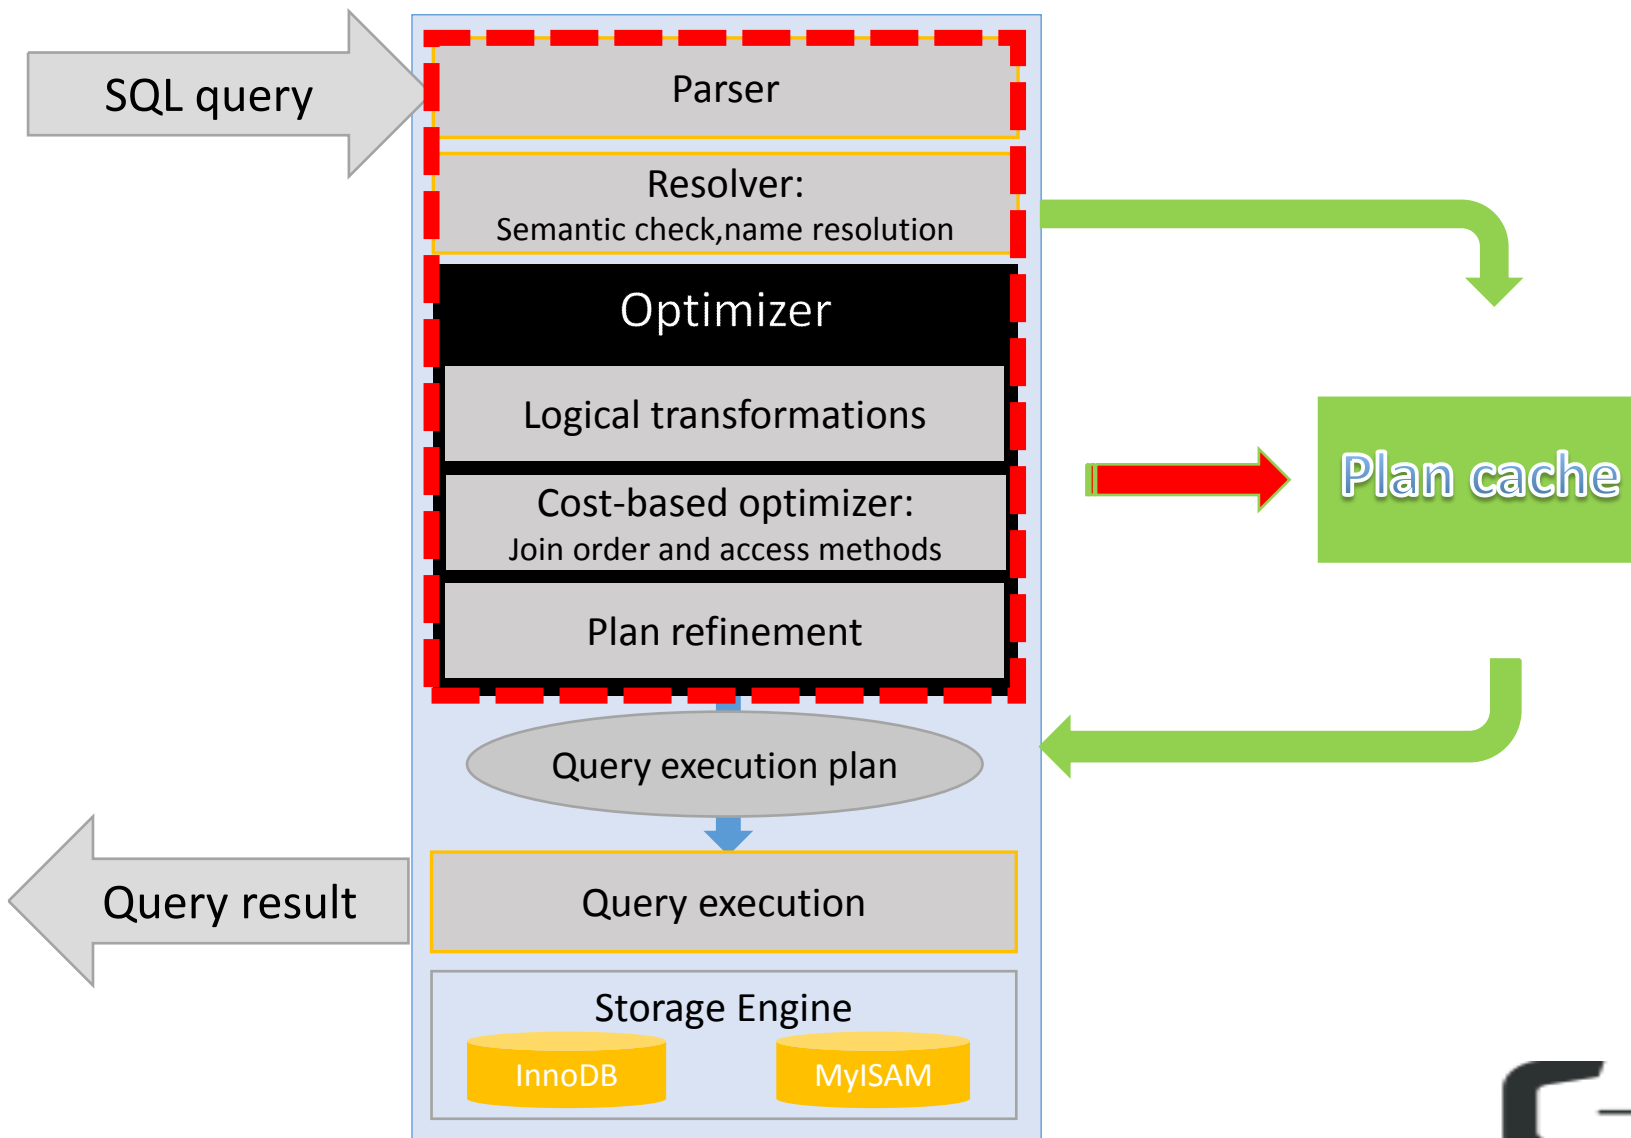 SQL query
Parser
Resolver:
Semantic check,name resolution
Optimizer
Logical transformations
Cost-based optimizer:
Join order and access methods
Plan refinement
Plan cache
Query execution plan
Query result
Query execution
Storage Engine
InnoDB
MyISAM